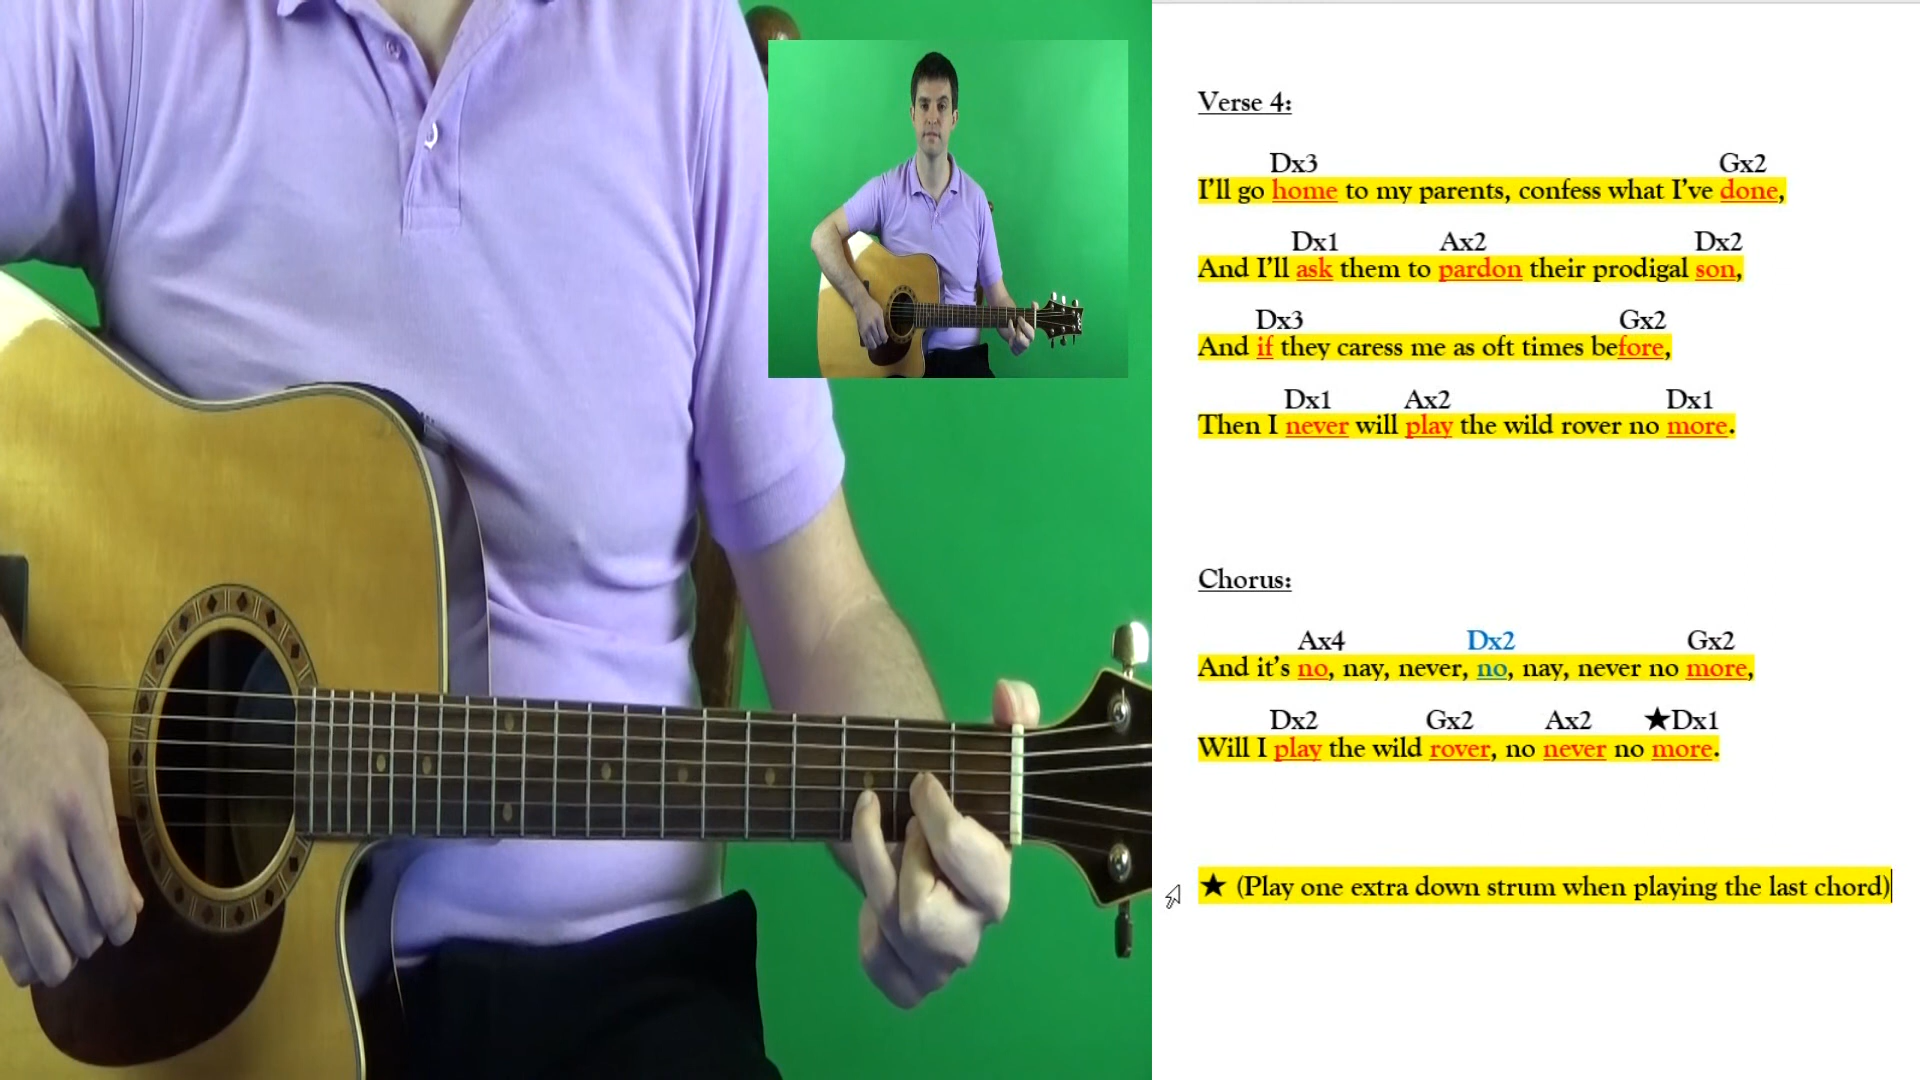 Verse 4:
Dx3 Gx2
I'll go home to my parents, confess what I've done,
Dx1 Ax2 Dx2
And I'll ask them to pardon their prodigal son,
Dx3 Gx2
And if they caress me as oft times before,
Dx1 Ax2 Dx1
Then I never will play the wild rover no more.
Chorus:
Ax4 Dx2 Gx2
And it's no, nay, never, no, nay, never no more,
Dx2 Gx2 Ax2 ★Dx1
Will I play the wild rover, no never no more.
★ (Play one extra down strum when playing the last chord)